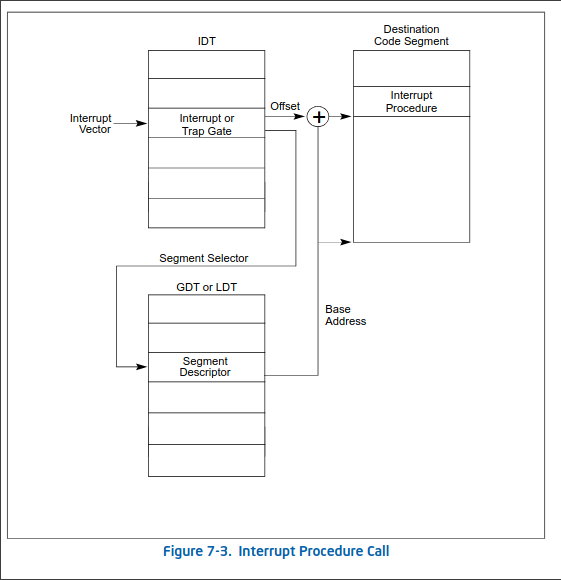 IDT
Destination
Code Segment
Interrupt
Vector
Interrupt or
Trap Gate
Offset
+
Interrupt
Procedure
Segment Selector
GDT or LDT
Base
Address
Segment
Descriptor
Figure 7-3. Interrupt Procedure Call